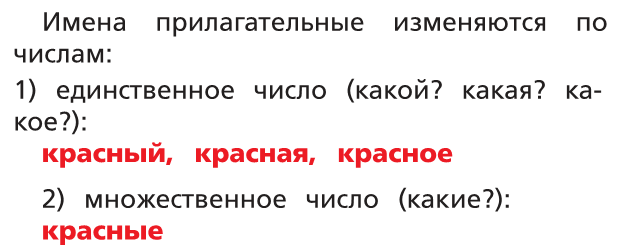 Имена прилагательные изменяются по
числам:
1) единственное число (какой? какая? ка-
кое?):
красный, красная, красное
2) множественное число (какие?):
красные